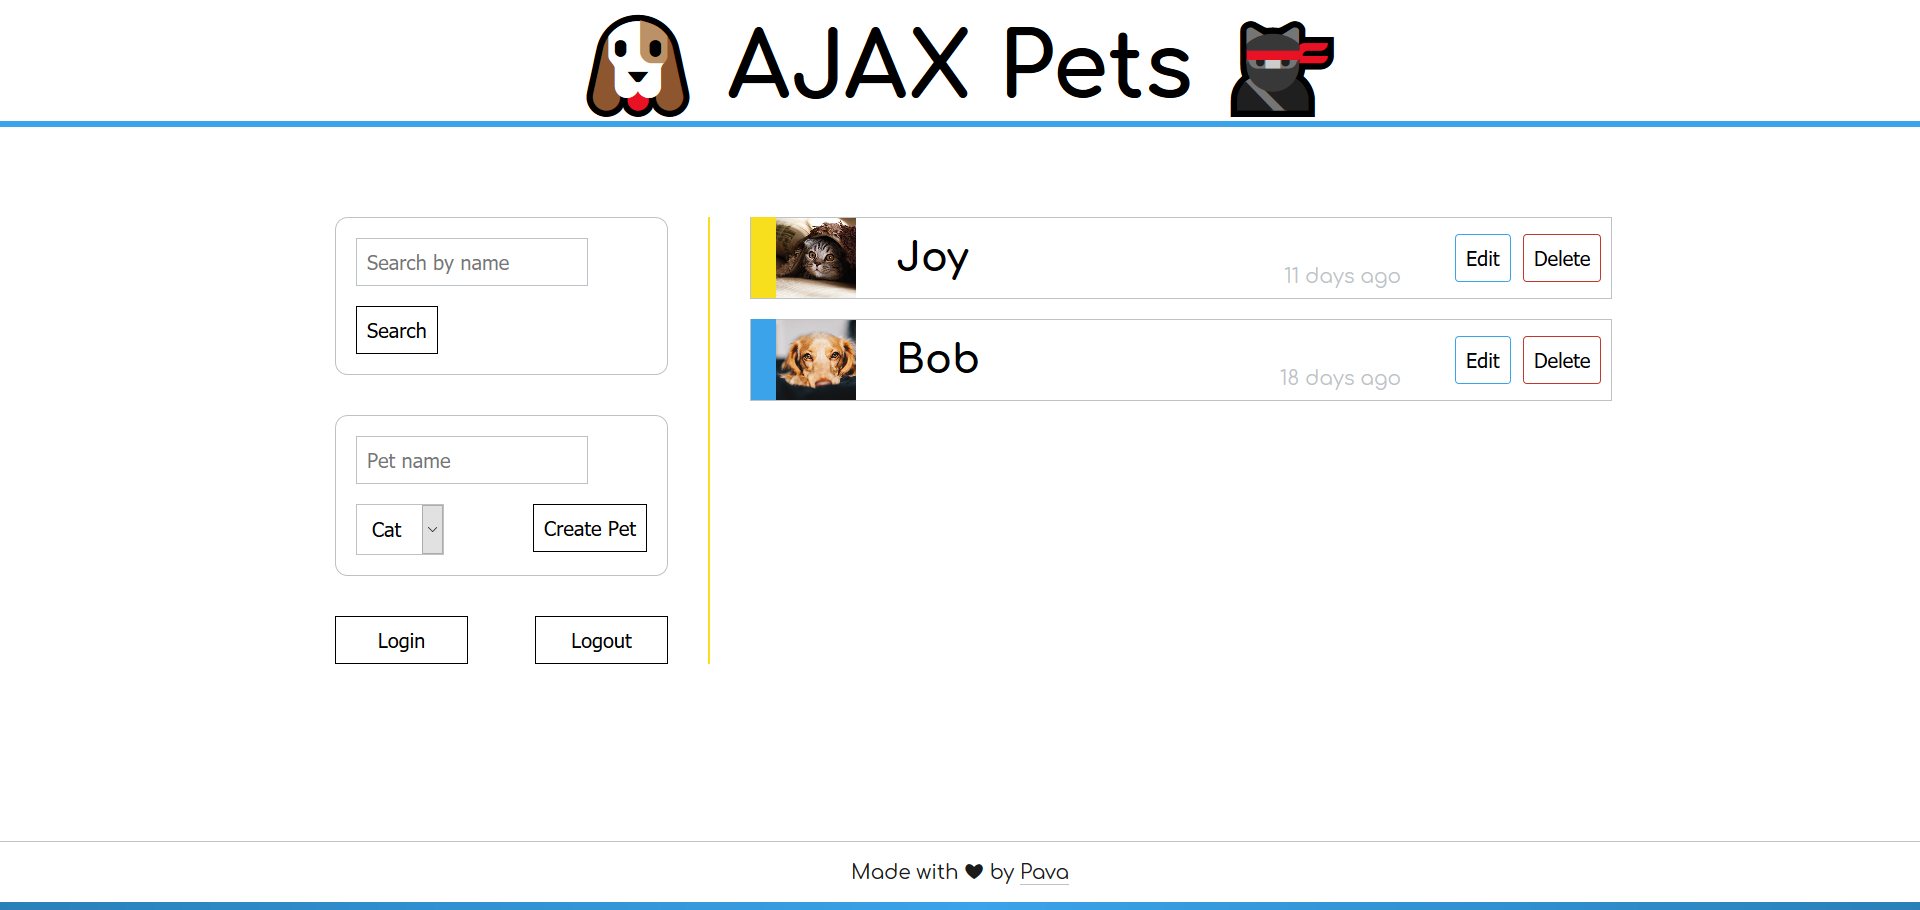 AJAX Pets
Search by name
Search
Pet name
Cat
Create Pet
Login
Logout
Joy
11 days ago
Edit
Delete
Bob
18 days ago
Edit
Delete
Made with ♥ by Pava